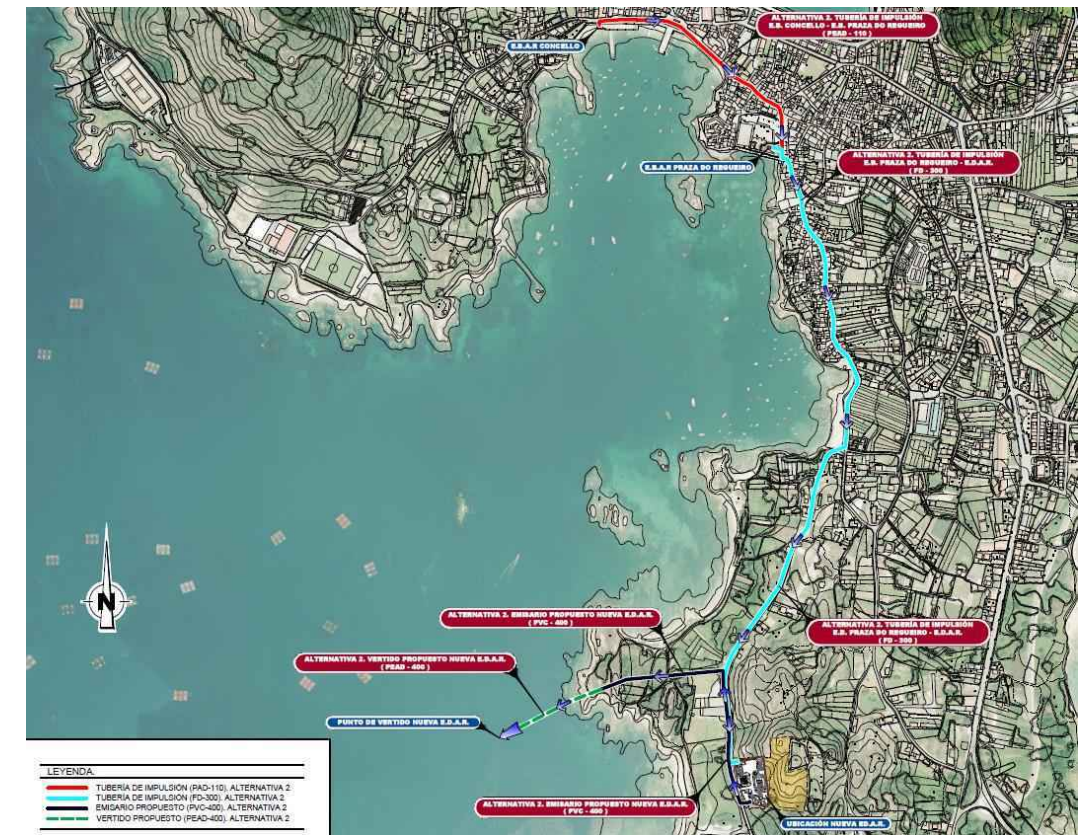 ALTERNATIVA 2. TUBERÍA DE IMPULSIÓN
E.B. CONCELLO - E.B. PRAZA DO REGUEIRO
( PEAD - 110 )
E.B.A.R CONCELLO
ALTERNATIVA 2. TUBERÍA DE IMPULSIÓN
E.B. PRAZA DO REGUEIRO - E.D.A.R.
( FD - 300 )
E.B.A.R PRAZA DO REGUEIRO
N
ALTERNATIVA 2. EMISARIO PROPUESTO NUEVA E.D.A.R.
( PVC - 400 )
ALTERNATIVA 2. TUBERÍA DE IMPULSIÓN
E.B. PRAZA DO REGUEIRO - E.D.A.R.
( FD - 300 )
ALTERNATIVA 2. VERTIDO PROPUESTO NUEVA E.D.A.R.
( PEAD - 400 )
PUNTO DE VERTIDO NUEVA E.D.A.R.
LEYENDA.
TUBERÍA DE IMPULSIÓN (PAD-110). ALTERNATIVA 2
TUBERÍA DE IMPULSIÓN (FD-300). ALTERNATIVA 2
EMISARIO PROPUESTO (PVC-400). ALTERNATIVA 2
VERTIDO PROPUESTO (PEAD-400). ALTERNATIVA 2
ALTERNATIVA 2. EMISARIO PROPUESTO NUEVA E.D.A.R.
( PVC - 400 )
UBICACIÓN NUEVA ED.A.R.